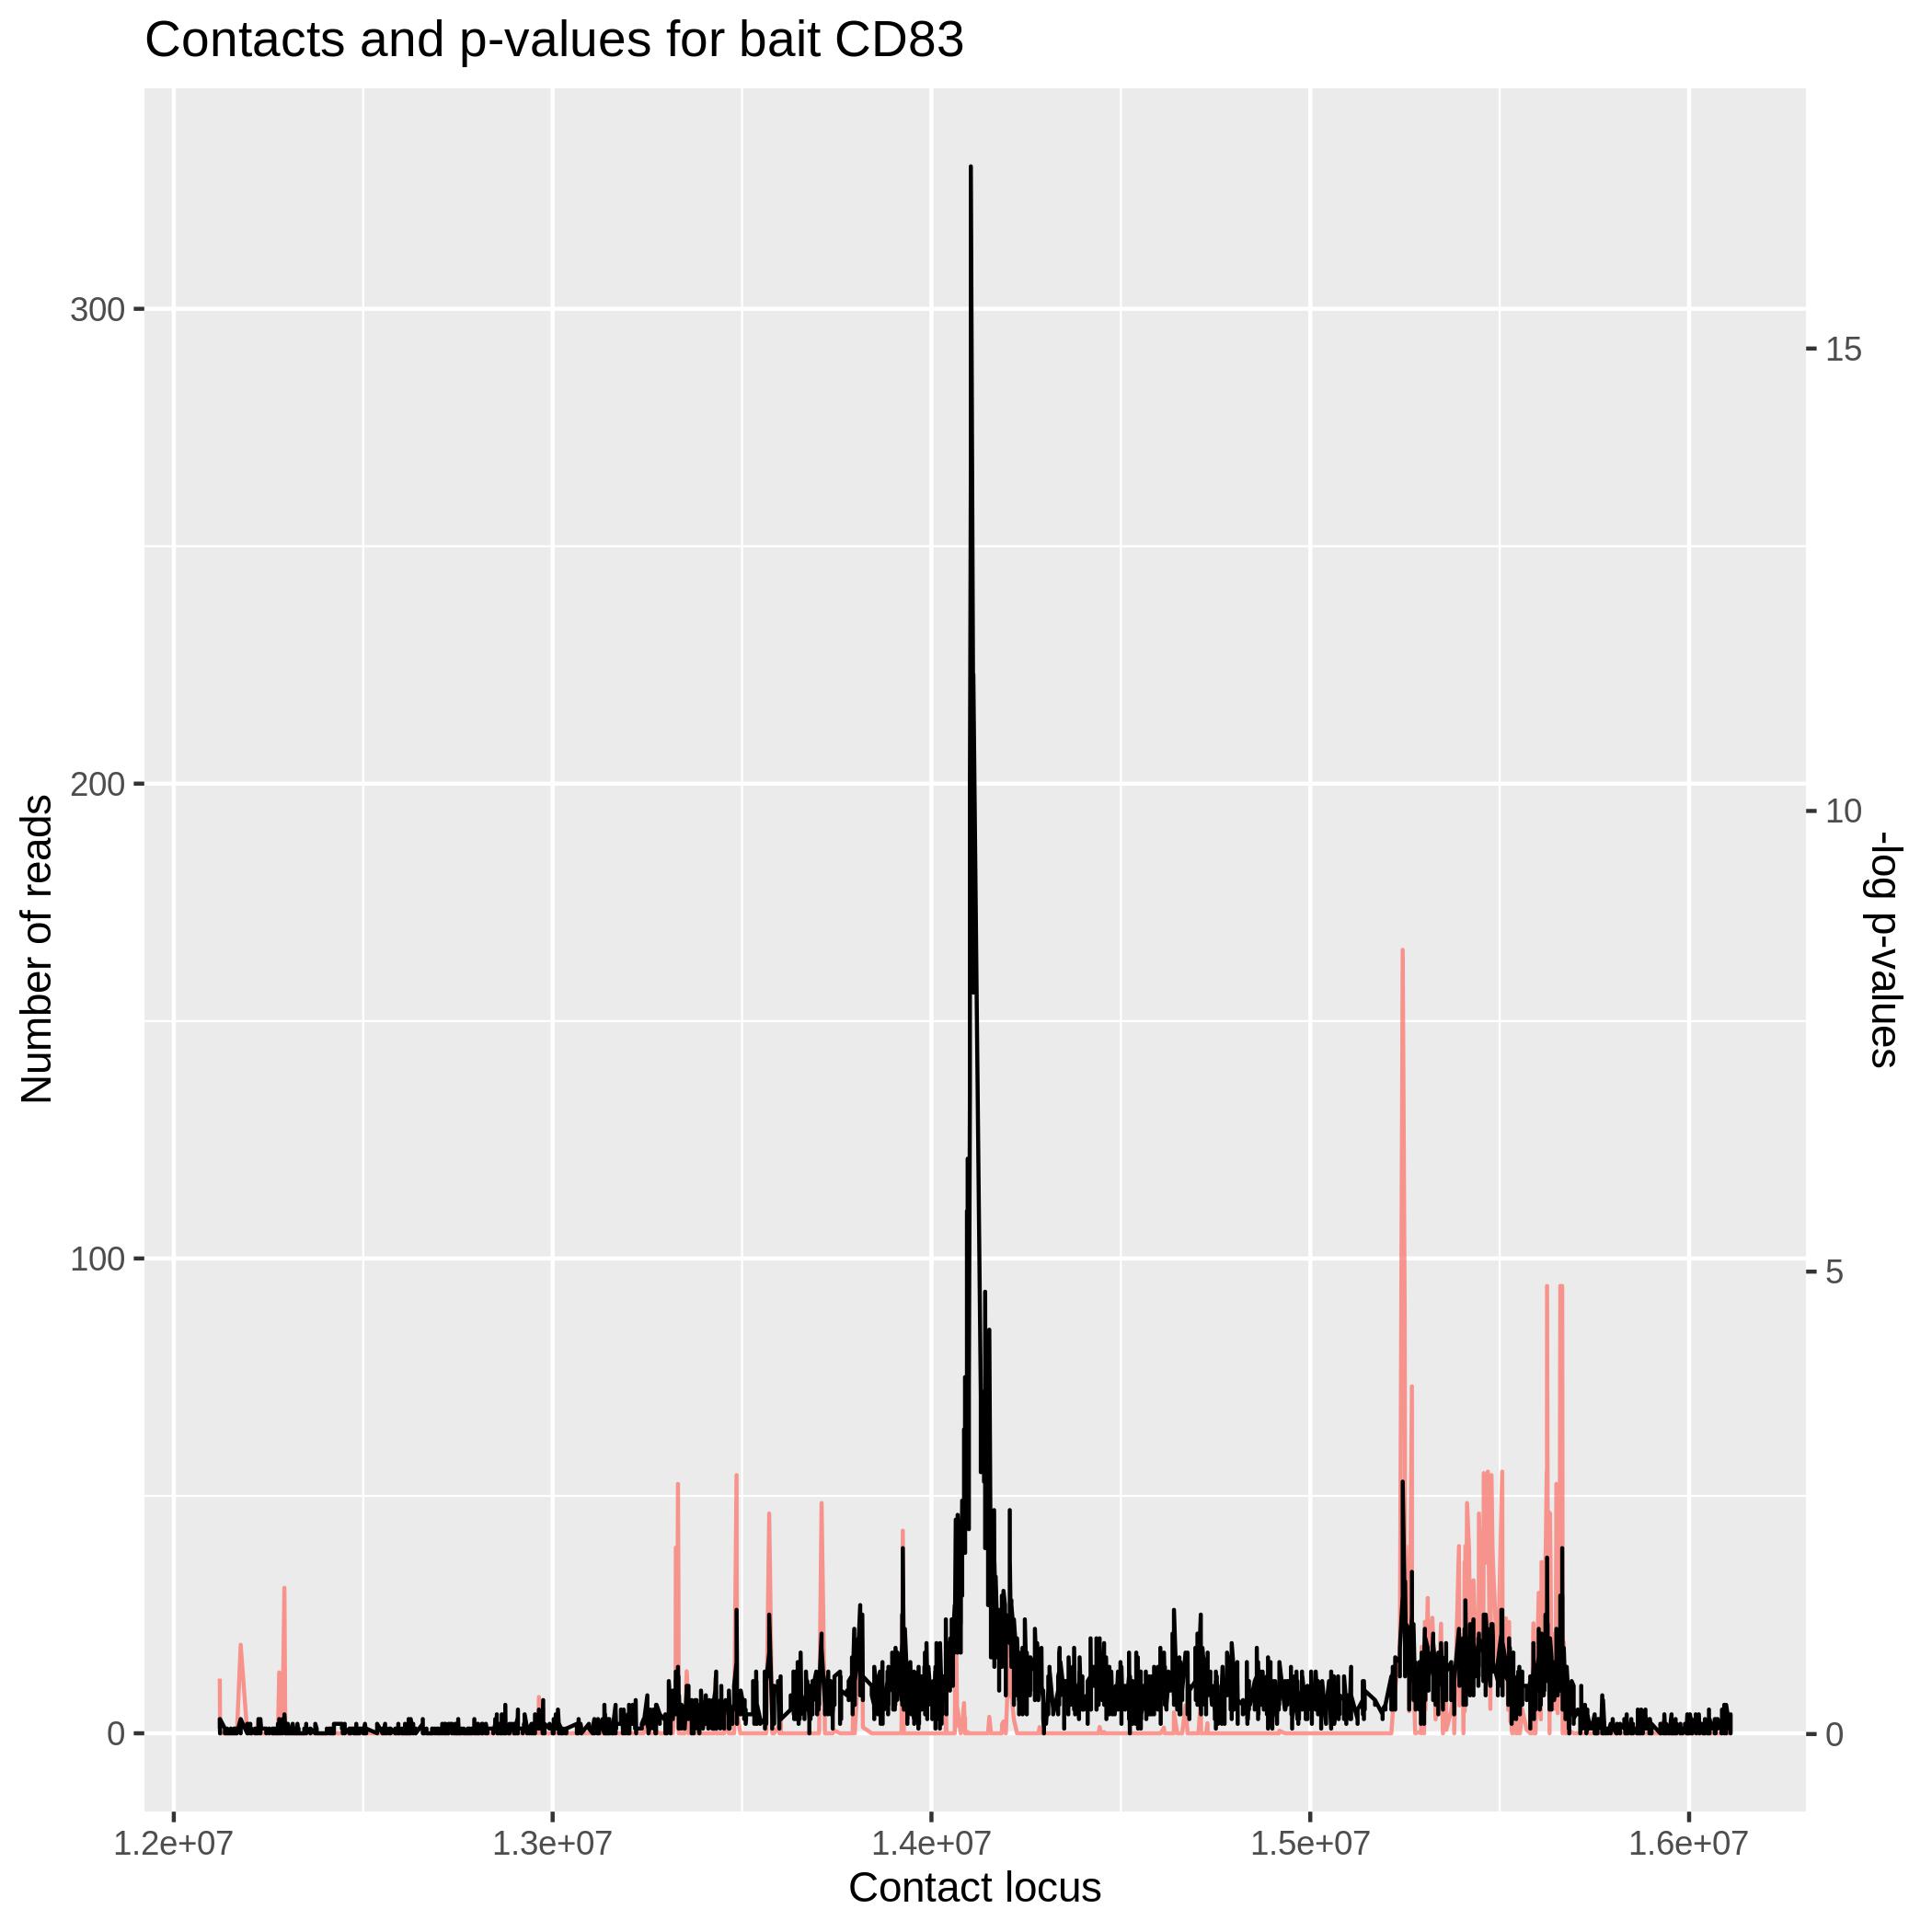 Contacts and p-values for bait CD83
Number of reads
300
200
100
0
15
10
5
0
-log p-values
1.2e+07 1.3e+07 1.4e+07 1.5e+07 1.6e+07
Contact locus